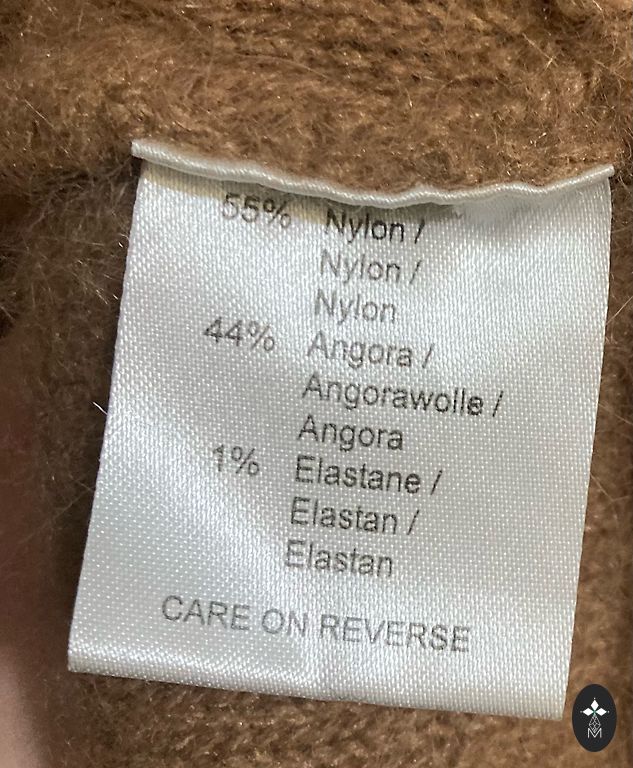 55% Nylon /
Nylon /
Nylon
44% Angora /
Angorawolle /
Angora
1% Elastane /
Elastan /
Elastan
CARE ON REVERSE
M